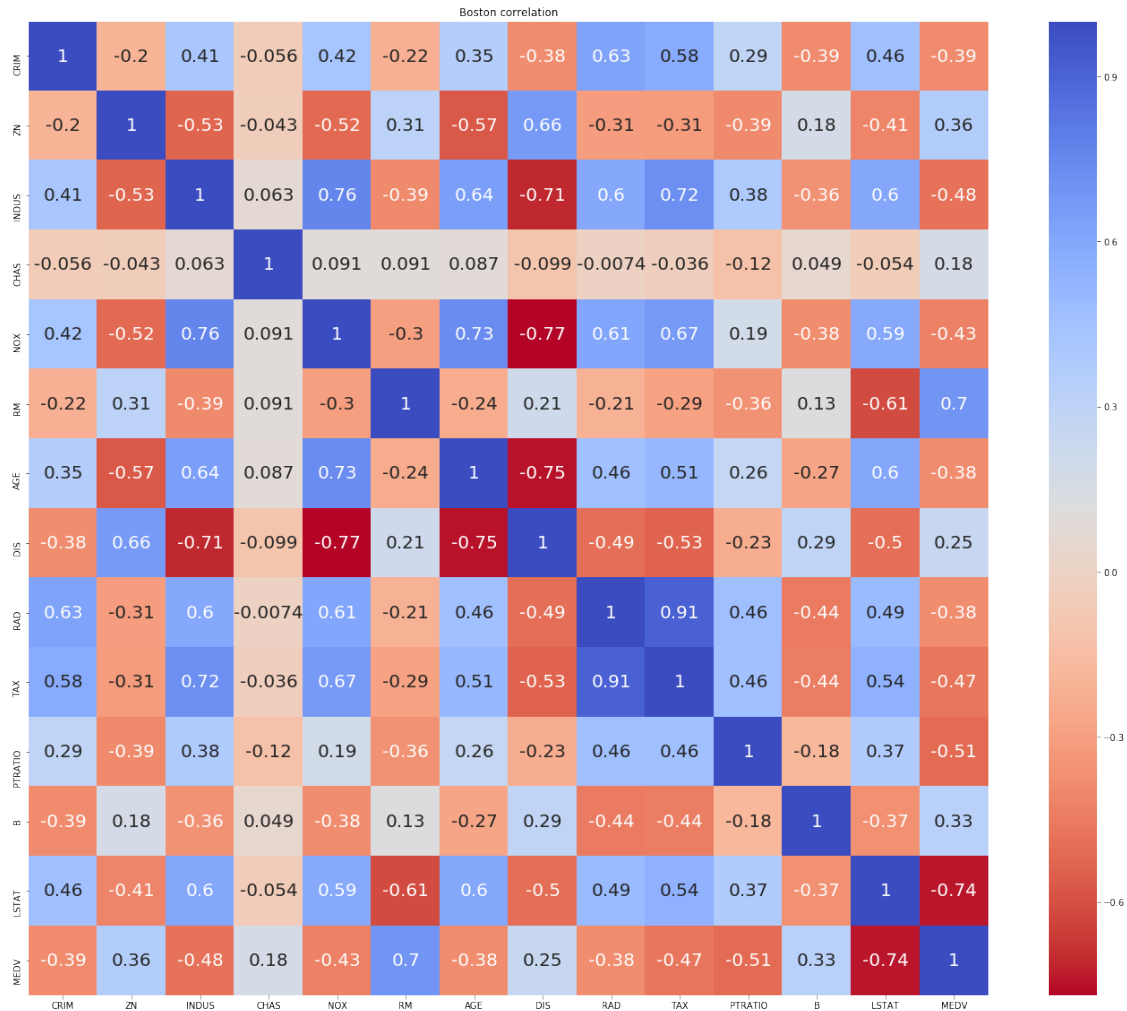 Boston correlation
CRIM 1 -0.2 0.41 -0.056 0.42 -0.22 0.35 -0.38 0.63 0.58 0.29 -0.39 0.46 -0.39
ZN -0.2 1 -0.53 -0.043 -0.52 0.31 -0.57 0.66 -0.31 -0.31 -0.39 0.18 -0.41 0.36
INDUS 0.41 -0.53 1 0.063 0.76 -0.39 0.64 -0.71 0.6 0.72 0.38 -0.36 0.6 -0.48
CHAS -0.056 -0.043 0.063 1 0.091 0.091 0.087 -0.099 -0.0074 -0.036 -0.12 0.049 -0.054 0.18
NOX 0.42 -0.52 0.76 0.091 1 -0.3 0.73 -0.77 0.61 0.67 0.19 -0.38 0.59 -0.43
RM -0.22 0.31 -0.39 0.091 -0.3 1 -0.24 0.21 -0.21 -0.29 -0.36 0.13 -0.61 0.7
AGE 0.35 -0.57 0.64 0.087 0.73 -0.24 1 -0.75 0.46 0.51 0.26 -0.27 0.6 -0.38
DIS -0.38 0.66 -0.71 -0.099 -0.77 0.21 -0.75 1 -0.49 -0.53 -0.23 0.29 -0.5 0.25
RAD 0.63 -0.31 0.6 -0.0074 0.61 -0.21 0.46 -0.49 1 0.91 0.46 -0.44 0.49 -0.38
TAX 0.58 -0.31 0.72 -0.036 0.67 -0.29 0.51 -0.53 0.91 1 0.46 -0.44 0.54 -0.47
PTRATIO 0.29 -0.39 0.38 -0.12 0.19 -0.36 0.26 -0.23 0.46 0.46 1 -0.18 0.37 -0.51
B -0.39 0.18 -0.36 0.049 -0.38 0.13 -0.27 0.29 -0.44 -0.44 -0.18 1 -0.37 0.33
LSTAT 0.46 -0.41 0.6 -0.054 0.59 -0.61 0.6 -0.5 0.49 0.54 0.37 -0.37 1 -0.74
MEDV -0.39 0.36 -0.48 0.18 -0.43 0.7 -0.38 0.25 -0.38 -0.47 -0.51 0.33 -0.74 1
CRIM ZN INDUS CHAS NOX RM AGE DIS RAD TAX PTRATIO B LSTAT MEDV
0.9
0.6
0.3
0.0
−0.3
−0.6